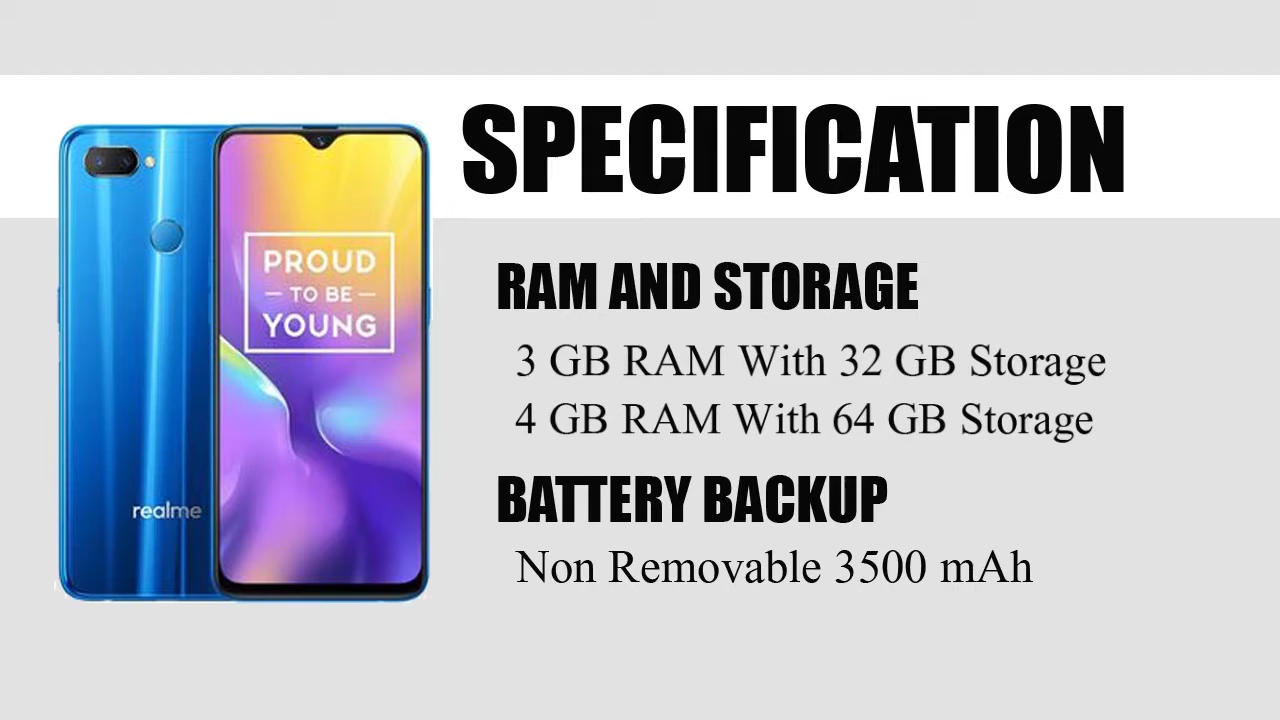 SPECIFICATION
PROUD
TO BE
YOUNG
realme
RAM AND STORAGE
3 GB RAM With 32 GB Storage
4 GB RAM With 64 GB Storage
BATTERY BACKUP
Non Removable 3500 mAh